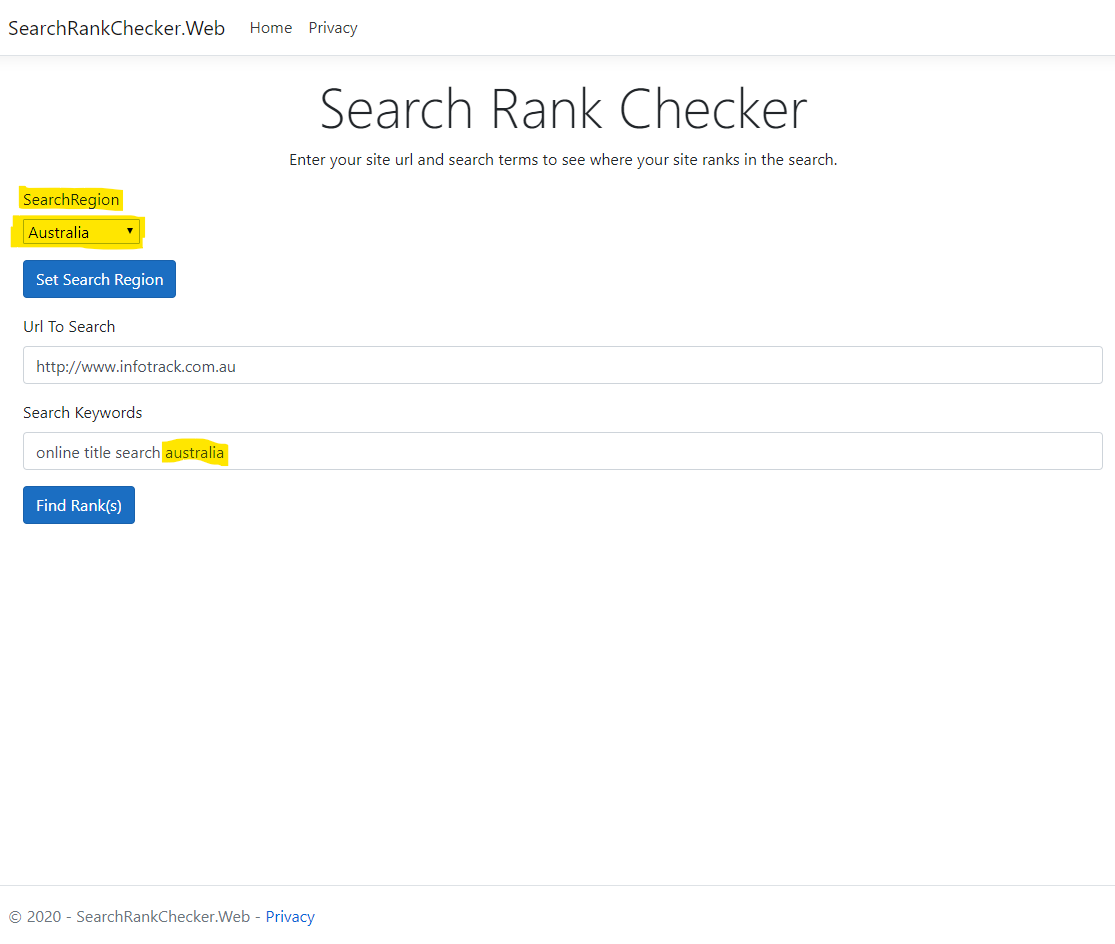 SearchRankChecker.Web Home Privacy
Search Rank Checker
Enter your site url and search terms to see where your site ranks in the search.
SearchRegion
Australia
Set Search Region
Url To Search
http://www.infotrack.com.au
Search Keywords
online title search australia
Find Rank(s)
© 2020 - SearchRankChecker.Web - Privacy